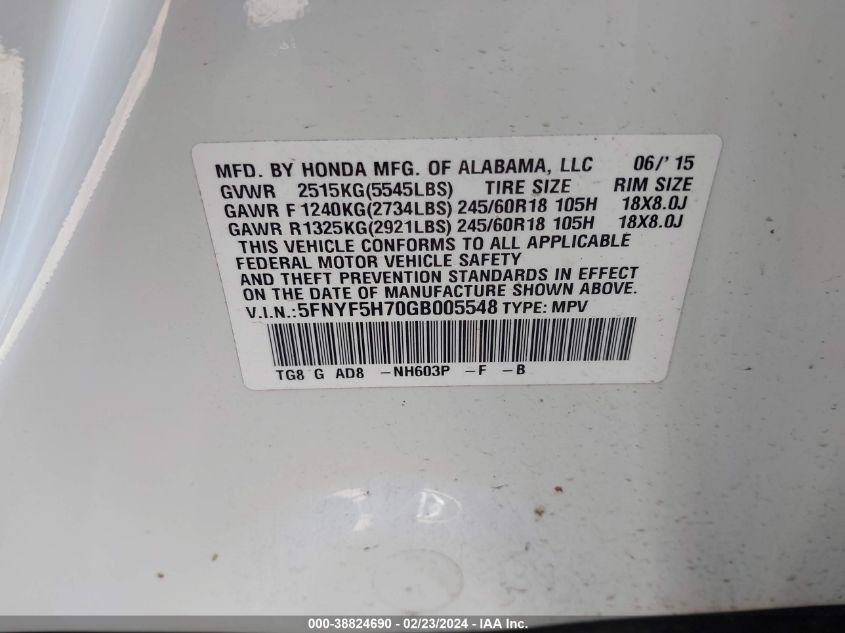 MFD. BY HONDA MFG. OF ALABAMA, LLC 06/'15
GVWR 2515KG(5545LBS) TIRE SIZE RIM SIZE
GAWR F 1240KG(2734LBS) 245/60R18 105H 18X8.0J
GAWR R1325KG(2921LBS) 245/60R18 105H 18X8.0J
THIS VEHICLE CONFORMS TO ALL APPLICABLE
FEDERAL MOTOR VEHICLE SAFETY
AND THEFT PREVENTION STANDARDS IN EFFECT
ON THE DATE OF MANUFACTURE SHOWN ABOVE.
V.I.N.:5FNYF5H70GB005548 TYPE: MPV
TG8 G AD8 -NH603P -F -B
000-38824690 - 02/23/2024 - IAA Inc.